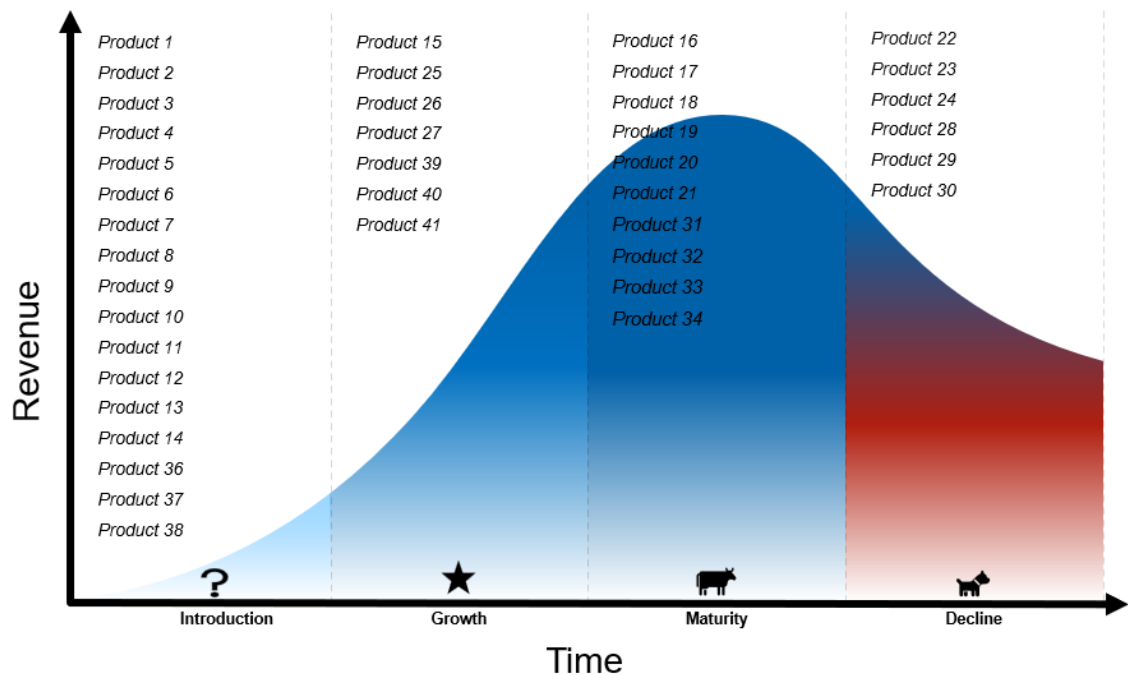 Product 1
Product 2
Product 3
Product 4
Product 5
Product 6
Product 7
Product 8
Product 9
Product 10
Product 11
Product 12
Product 13
Product 14
Product 36
Product 37
Product 38
Product 15
Product 25
Product 26
Product 27
Product 39
Product 40
Product 41
Product 16
Product 17
Product 18
Product 19
Product 20
Product 21
Product 31
Product 32
Product 33
Product 34
Product 22
Product 23
Product 24
Product 28
Product 29
Product 30
Revenue
?
Introduction
Growth
Maturity
Decline
Time